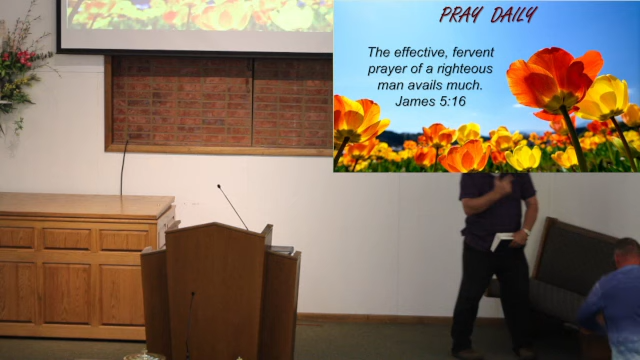 PRAY DAILY
The effective, fervent
prayer of a righteous
man avails much.
James 5:16